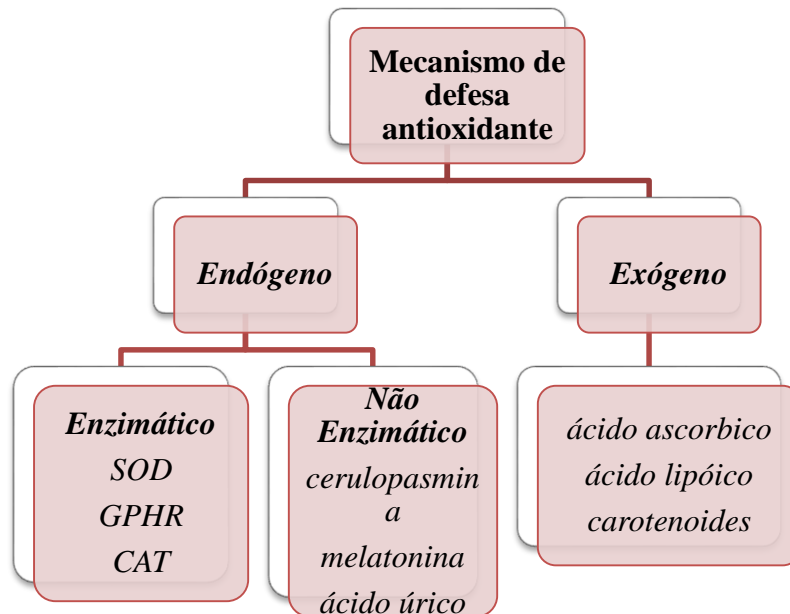 Mecanismo de
defesa
antioxidante
Endógeno
Exógeno
Enzimático
SOD
GPHR
CAT
Não
Enzimático
cerulopasmin
a
melatonina
ácido úrico
ácido ascorbico
ácido lipóico
carotenoides